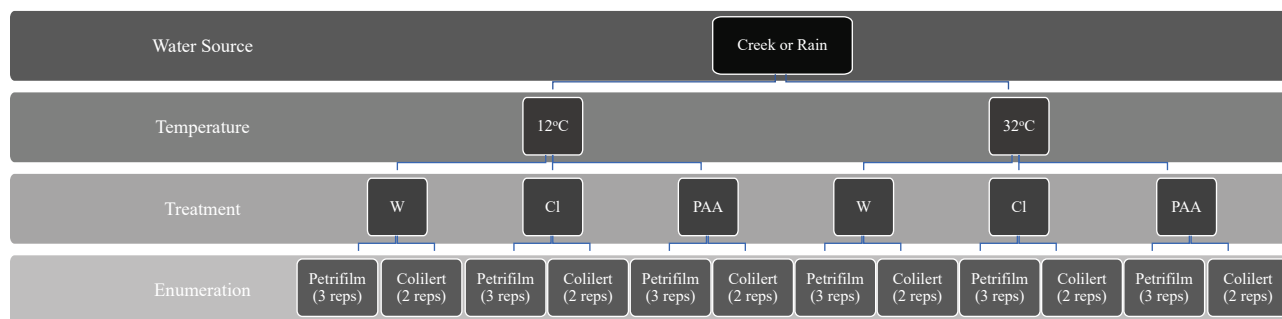 Water Source
Creek or Rain
Temperature
12°C
32°C
Treatment
W
Cl
PAA
W
Cl
PAA
Enumeration
Petrifilm
(3 reps)
Colilert
(2 reps)
Petrifilm
(3 reps)
Colilert
(2 reps)
Petrifilm
(3 reps)
Colilert
(2 reps)
Petrifilm
(3 reps)
Colilert
(2 reps)
Petrifilm
(3 reps)
Colilert
(2 reps)
Petrifilm
(3 reps)
Colilert
(2 reps)